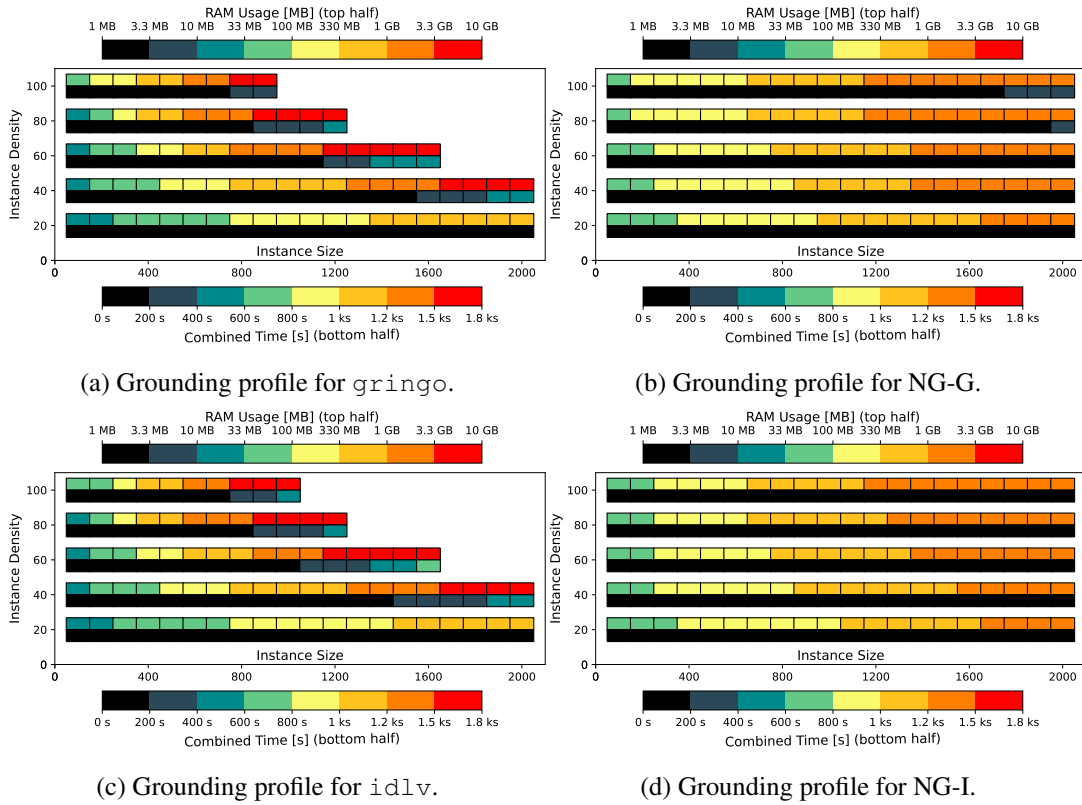 RAM Usage [MB] (top half)
1 MB 3.3 MB 10 MB 33 MB 100 MB 330 MB 1 GB 3.3 GB 10 GB
Instance Density
100
80
60
40
20
0
Instance Size
0 400 800 1200 1600 2000
0 s 200 s 400 s 600 s 800 s 1 ks 1.2 ks 1.5 ks 1.8 ks
Combined Time [s] (bottom half)
(a) Grounding profile for gringo.
RAM Usage [MB] (top half)
1 MB 3.3 MB 10 MB 33 MB 100 MB 330 MB 1 GB 3.3 GB 10 GB
Instance Density
100
80
60
40
20
0
Instance Size
0 400 800 1200 1600 2000
0 s 200 s 400 s 600 s 800 s 1 ks 1.2 ks 1.5 ks 1.8 ks
Combined Time [s] (bottom half)
(b) Grounding profile for NG-G.
RAM Usage [MB] (top half)
1 MB 3.3 MB 10 MB 33 MB 100 MB 330 MB 1 GB 3.3 GB 10 GB
Instance Density
100
80
60
40
20
0
Instance Size
0 400 800 1200 1600 2000
0 s 200 s 400 s 600 s 800 s 1 ks 1.2 ks 1.5 ks 1.8 ks
Combined Time [s] (bottom half)
(c) Grounding profile for idlv.
RAM Usage [MB] (top half)
1 MB 3.3 MB 10 MB 33 MB 100 MB 330 MB 1 GB 3.3 GB 10 GB
Instance Density
100
80
60
40
20
0
Instance Size
0 400 800 1200 1600 2000
0 s 200 s 400 s 600 s 800 s 1 ks 1.2 ks 1.5 ks 1.8 ks
Combined Time [s] (bottom half)
(d) Grounding profile for NG-I.